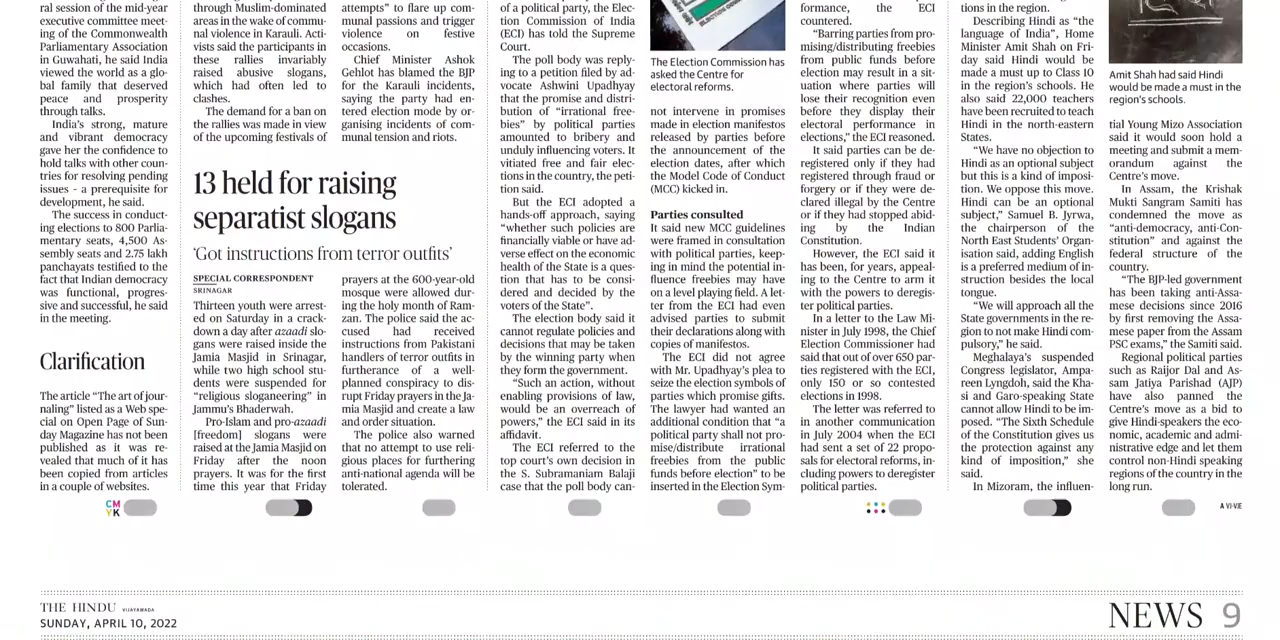 ral session of the mid-year
executive committee meet-
ing of the Commonwealth
Parliamentary Association
in Guwahati, he said India
viewed the world as a glo-
bal family that deserved
peace and prosperity
through talks.
India's strong, mature
and vibrant democracy
gave her the confidence to
hold talks with other coun-
tries for resolving pending
issues - a prerequisite for
development, he said.
The success in conduct-
ing elections to 800 Parlia-
mentary seats, 4,500 As-
sembly seats and 2.75 lakh
panchayats testified to the
fact that Indian democracy
was functional, progres-
sive and successful, he said
in the meeting.
Clarification
The article “The art of jour-
naling” listed as a Web spe-
cial on Open Page of Sun-
day Magazine has not been
published as it was re-
vealed that much of it has
been copied from articles
in a couple of websites.
through Muslim-dominated
areas in the wake of commu-
nal violence in Karauli. Acti-
vists said the participants in
these rallies invariably
raised abusive slogans,
which had often led to
clashes.
The demand for a ban on
the rallies was made in view
of the upcoming festivals of
attempts” to flare up com-
munal passions and trigger
violence on festive
occasions.
Chief Minister Ashok
Gehlot has blamed the BJP
for the Karauli incidents,
saying the party had en-
tered election mode by or-
ganising incidents of com-
munal tension and riots.
13 held for raising
separatist slogans
‘Got instructions from terror outfits’
SPECIAL CORRESPONDENT
SRINAGAR
Thirteen youth were arrest-
ed on Saturday in a crack-
down a day after azaadi slo-
gans were raised inside the
Jamia Masjid in Srinagar,
while two high school stu-
dents were suspended for
“religious sloganeering” in
Jammu's Bhaderwah.
Pro-Islam and pro-azaadi
[freedom] slogans were
raised at the Jamia Masjid on
Friday after the noon
prayers. It was for the first
time this year that Friday
prayers at the 600-year-old
mosque were allowed dur-
ing the holy month of Ram-
zan. The police said the ac-
cused had received
instructions from Pakistani
handlers of terror outfits in
furtherance of a well-
planned conspiracy to dis-
rupt Friday prayers in the Ja-
mia Masjid and create a law
and order situation.
The police also warned
that no attempt to use reli-
gious places for furthering
anti-national agenda will be
tolerated.
of a political party, the Elec-
tion Commission of India
(ECI) has told the Supreme
Court.
The poll body was reply-
ing to a petition filed by ad-
vocate Ashwini Upadhyay
that the promise and distri-
bution of “irrational free-
bies” by political parties
amounted to bribery and
unduly influencing voters. It
vitiated free and fair elec-
tions in the country, the peti-
tion said.
But the ECI adopted a
hands-off approach, saying
“whether such policies are
financially viable or have ad-
verse effect on the economic
health of the State is a ques-
tion that has to be consi-
dered and decided by the
voters of the State”.
The election body said it
cannot regulate policies and
decisions that may be taken
by the winning party when
they form the government.
“Such an action, without
enabling provisions of law,
would be an overreach of
powers,” the ECI said in its
affidavit.
The ECI referred to the
top court's own decision in
the S. Subramaniam Balaji
case that the poll body can-
The Election Commission has
asked the Centre for
electoral reforms.
not intervene in promises
made in election manifestos
released by parties before
the announcement of the
election dates, after which
the Model Code of Conduct
(MCC) kicked in.
Parties consulted
It said new MCC guidelines
were framed in consultation
with political parties, keep-
ing in mind the potential in-
fluence freebies may have
on a level playing field. A let-
ter from the ECI had even
advised parties to submit
their declarations along with
copies of manifestos.
The ECI did not agree
with Mr. Upadhyay's plea to
seize the election symbols of
parties which promise gifts.
The lawyer had wanted an
additional condition that “a
political party shall not pro-
mise/distribute irrational
freebies from the public
funds before election” to be
inserted in the Election Sym-
formance, the ECI
countered.
“Barring parties from pro-
mising/distributing freebies
from public funds before
election may result in a sit-
uation where parties will
lose their recognition even
before they display their
electoral performance in
elections,” the ECI reasoned.
It said parties can be de-
registered only if they had
registered through fraud or
forgery or if they were de-
clared illegal by the Centre
or if they had stopped abid-
ing by the Indian
Constitution.
However, the ECI said it
has been, for years, appeal-
ing to the Centre to arm it
with the powers to deregis-
ter political parties.
In a letter to the Law Mi-
nister in July 1998, the Chief
Election Commissioner had
said that out of over 650 par-
ties registered with the ECI,
only 150 or so contested
elections in 1998.
The letter was referred to
in another communication
in July 2004 when the ECI
had sent a set of 22 propo-
sals for electoral reforms, in-
cluding powers to deregister
political parties.
tions in the region.
Describing Hindi as “the
language of India”, Home
Minister Amit Shah on Fri-
day said Hindi would be
made a must up to Class 10
in the region's schools. He
also said 22,000 teachers
have been recruited to teach
Hindi in the north-eastern
States.
“We have no objection to
Hindi as an optional subject
but this is a kind of imposi-
tion. We oppose this move.
Hindi can be an optional
subject,” Samuel B. Jyrwa,
the chairperson of the
North East Students' Organ-
isation said, adding English
is a preferred medium of in-
struction besides the local
tongue.
“We will approach all the
State governments in the re-
gion to not make Hindi com-
pulsory,” he said.
Meghalaya's suspended
Congress legislator, Ampa-
reen Lyngdoh, said the Kha-
si and Garo-speaking State
cannot allow Hindi to be im-
posed. “The Sixth Schedule
of the Constitution gives us
the protection against any
kind of imposition,” she
said.
In Mizoram, the influen-
Amit Shah had said Hindi
would be made a must in the
region's schools.
tial Young Mizo Association
said it would soon hold a
meeting and submit a mem-
orandum against the
Centre's move.
In Assam, the Krishak
Mukti Sangram Samiti has
condemned the move as
“anti-democracy, anti-Con-
stitution” and against the
federal structure of the
country.
“The BJP-led government
has been taking anti-Assa-
mese decisions since 2016
by first removing the Assa-
mese paper from the Assam
PSC exams,” the Samiti said.
Regional political parties
such as Raijor Dal and As-
sam Jatiya Parishad (AJP)
have also panned the
Centre's move as a bid to
give Hindi-speakers the eco-
nomic, academic and admi-
nistrative edge and let them
control non-Hindi speaking
regions of the country in the
long run.
CM
YK
A VJ-VJE
THE HINDU VIJAYAWADA
SUNDAY, APRIL 10, 2022
NEWS 9